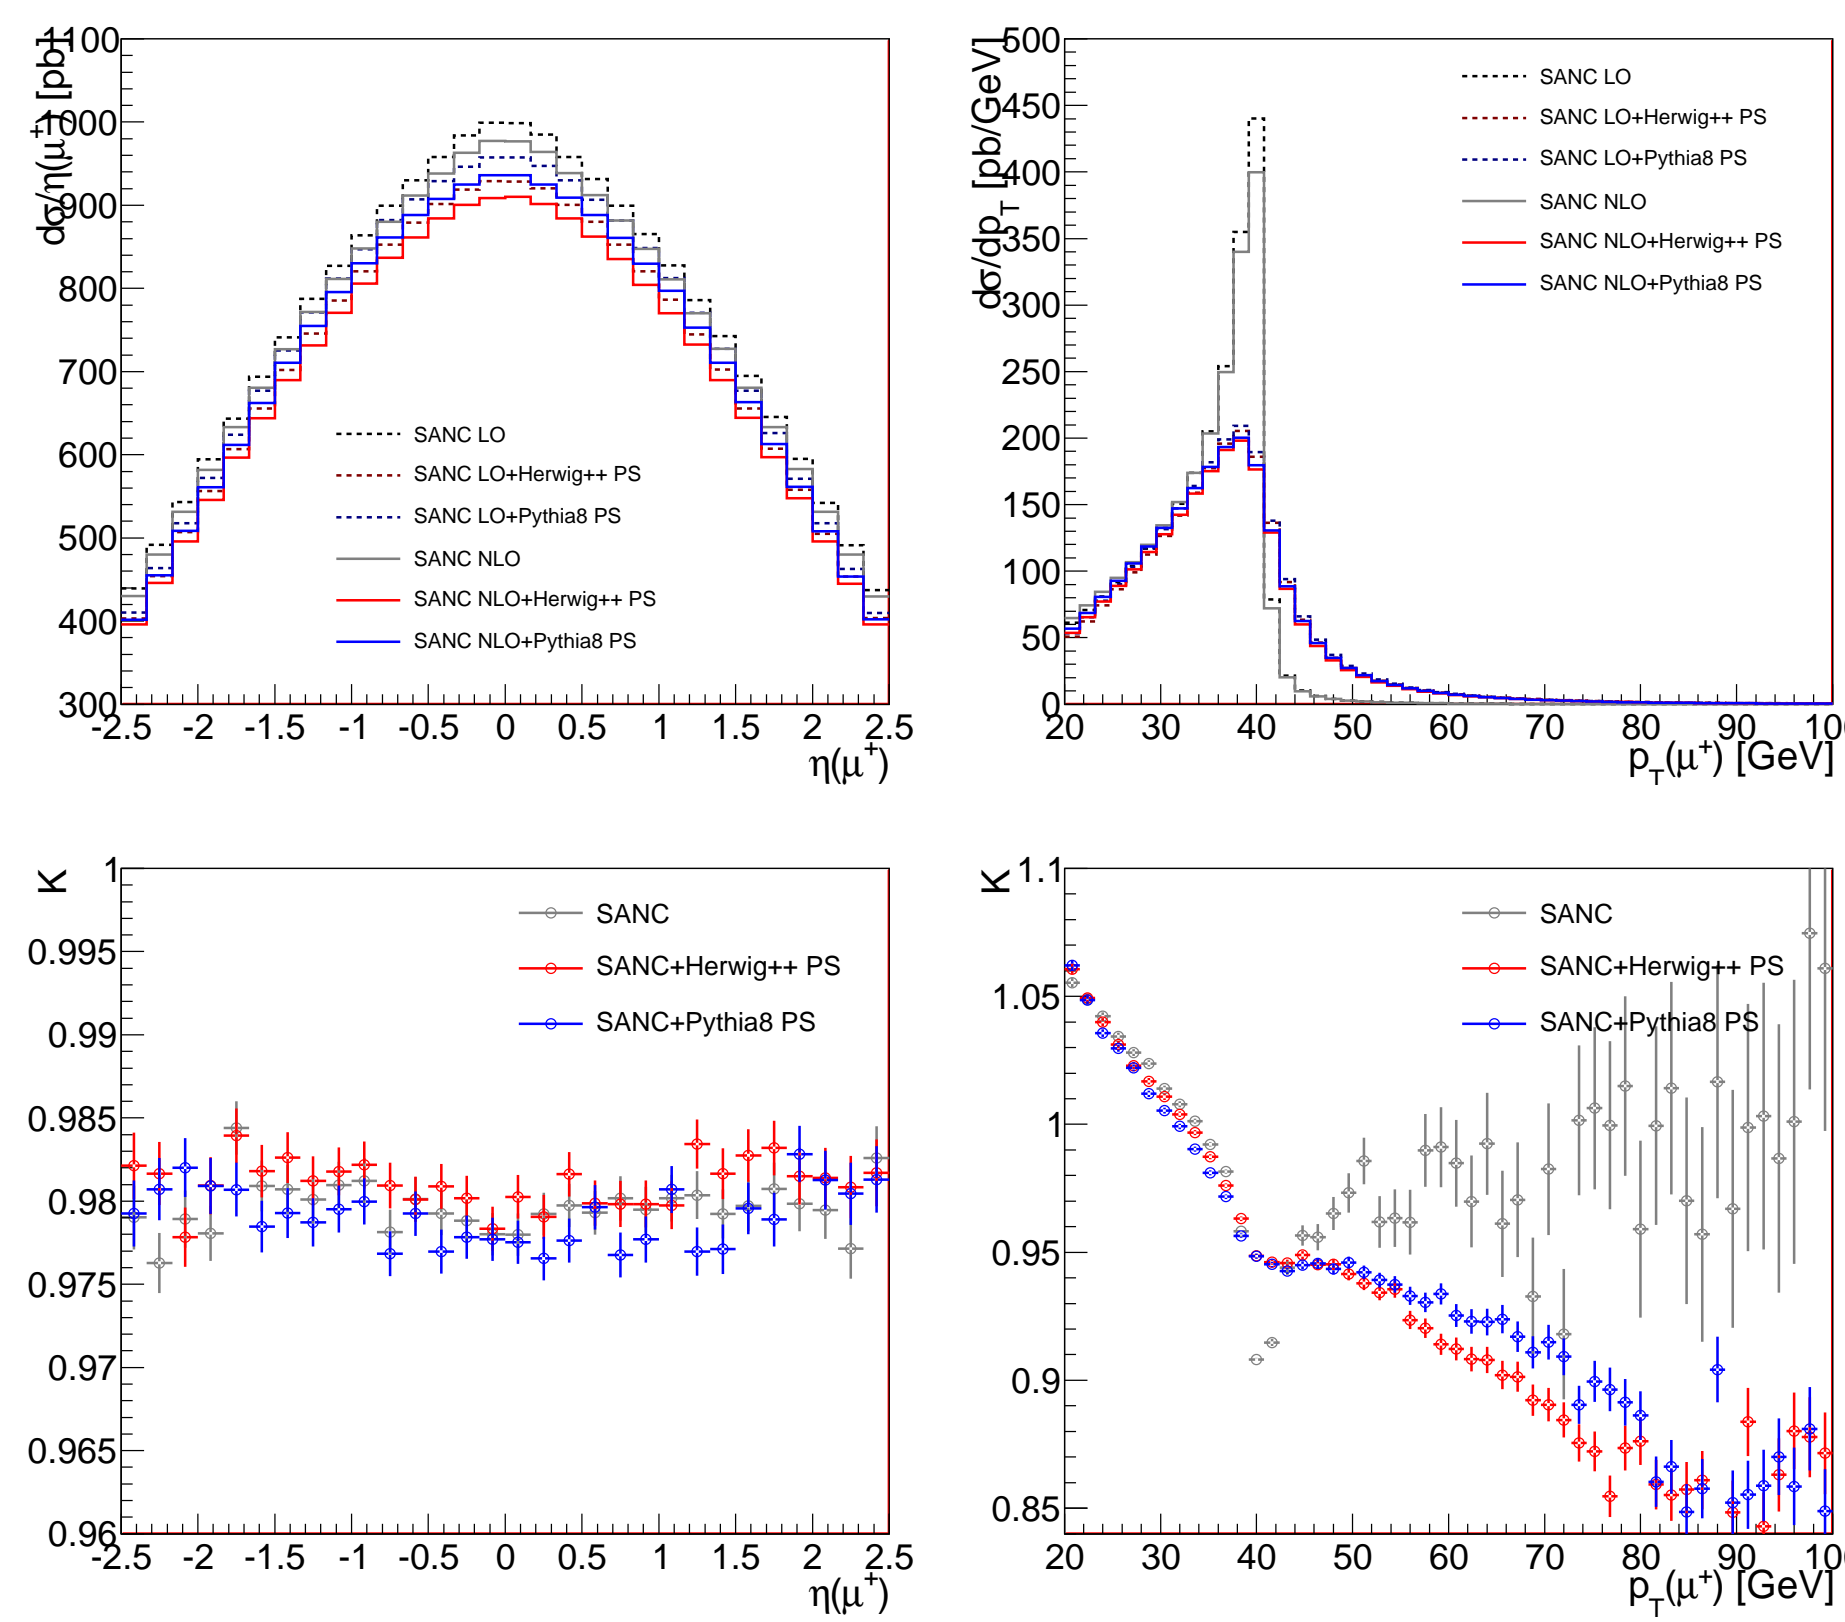 dσ/η(μ⁺) [pb]
1100
1000
900
800
700
600
500
400
300
SANC LO
SANC LO+Herwig++ PS
SANC LO+Pythia8 PS
SANC NLO
SANC NLO+Herwig++ PS
SANC NLO+Pythia8 PS
-2.5 -2 -1.5 -1 -0.5 0 0.5 1 1.5 2 2.5
η(μ⁺)
dσ/dp_T [pb/GeV]
500
450
400
350
300
250
200
150
100
50
0
SANC LO
SANC LO+Herwig++ PS
SANC LO+Pythia8 PS
SANC NLO
SANC NLO+Herwig++ PS
SANC NLO+Pythia8 PS
20 30 40 50 60 70 80 90 100
p_T(μ⁺) [GeV]
K
1
0.995
0.99
0.985
0.98
0.975
0.97
0.965
0.96
SANC
SANC+Herwig++ PS
SANC+Pythia8 PS
-2.5 -2 -1.5 -1 -0.5 0 0.5 1 1.5 2 2.5
η(μ⁺)
K
1.1
1.05
1
0.95
0.9
0.85
SANC
SANC+Herwig++ PS
SANC+Pythia8 PS
20 30 40 50 60 70 80 90 100
p_T(μ⁺) [GeV]